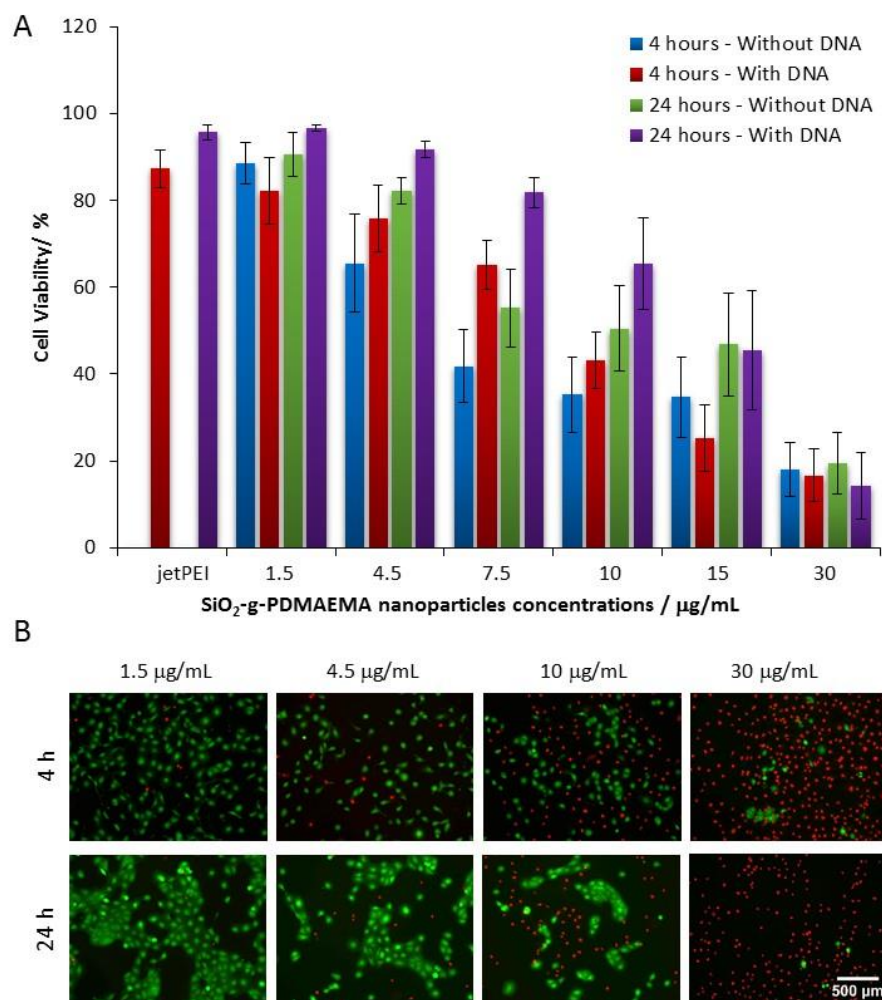 A
120
100
80
60
40
20
0
Cell Viability/ %
4 hours - Without DNA
4 hours - With DNA
24 hours - Without DNA
24 hours - With DNA
jetPEI 1.5 4.5 7.5 10 15 30
SiO₂-g-PDMAEMA nanoparticles concentrations / µg/mL
B
1.5 µg/mL 4.5 µg/mL 10 µg/mL 30 µg/mL
4 h
24 h
500 µm